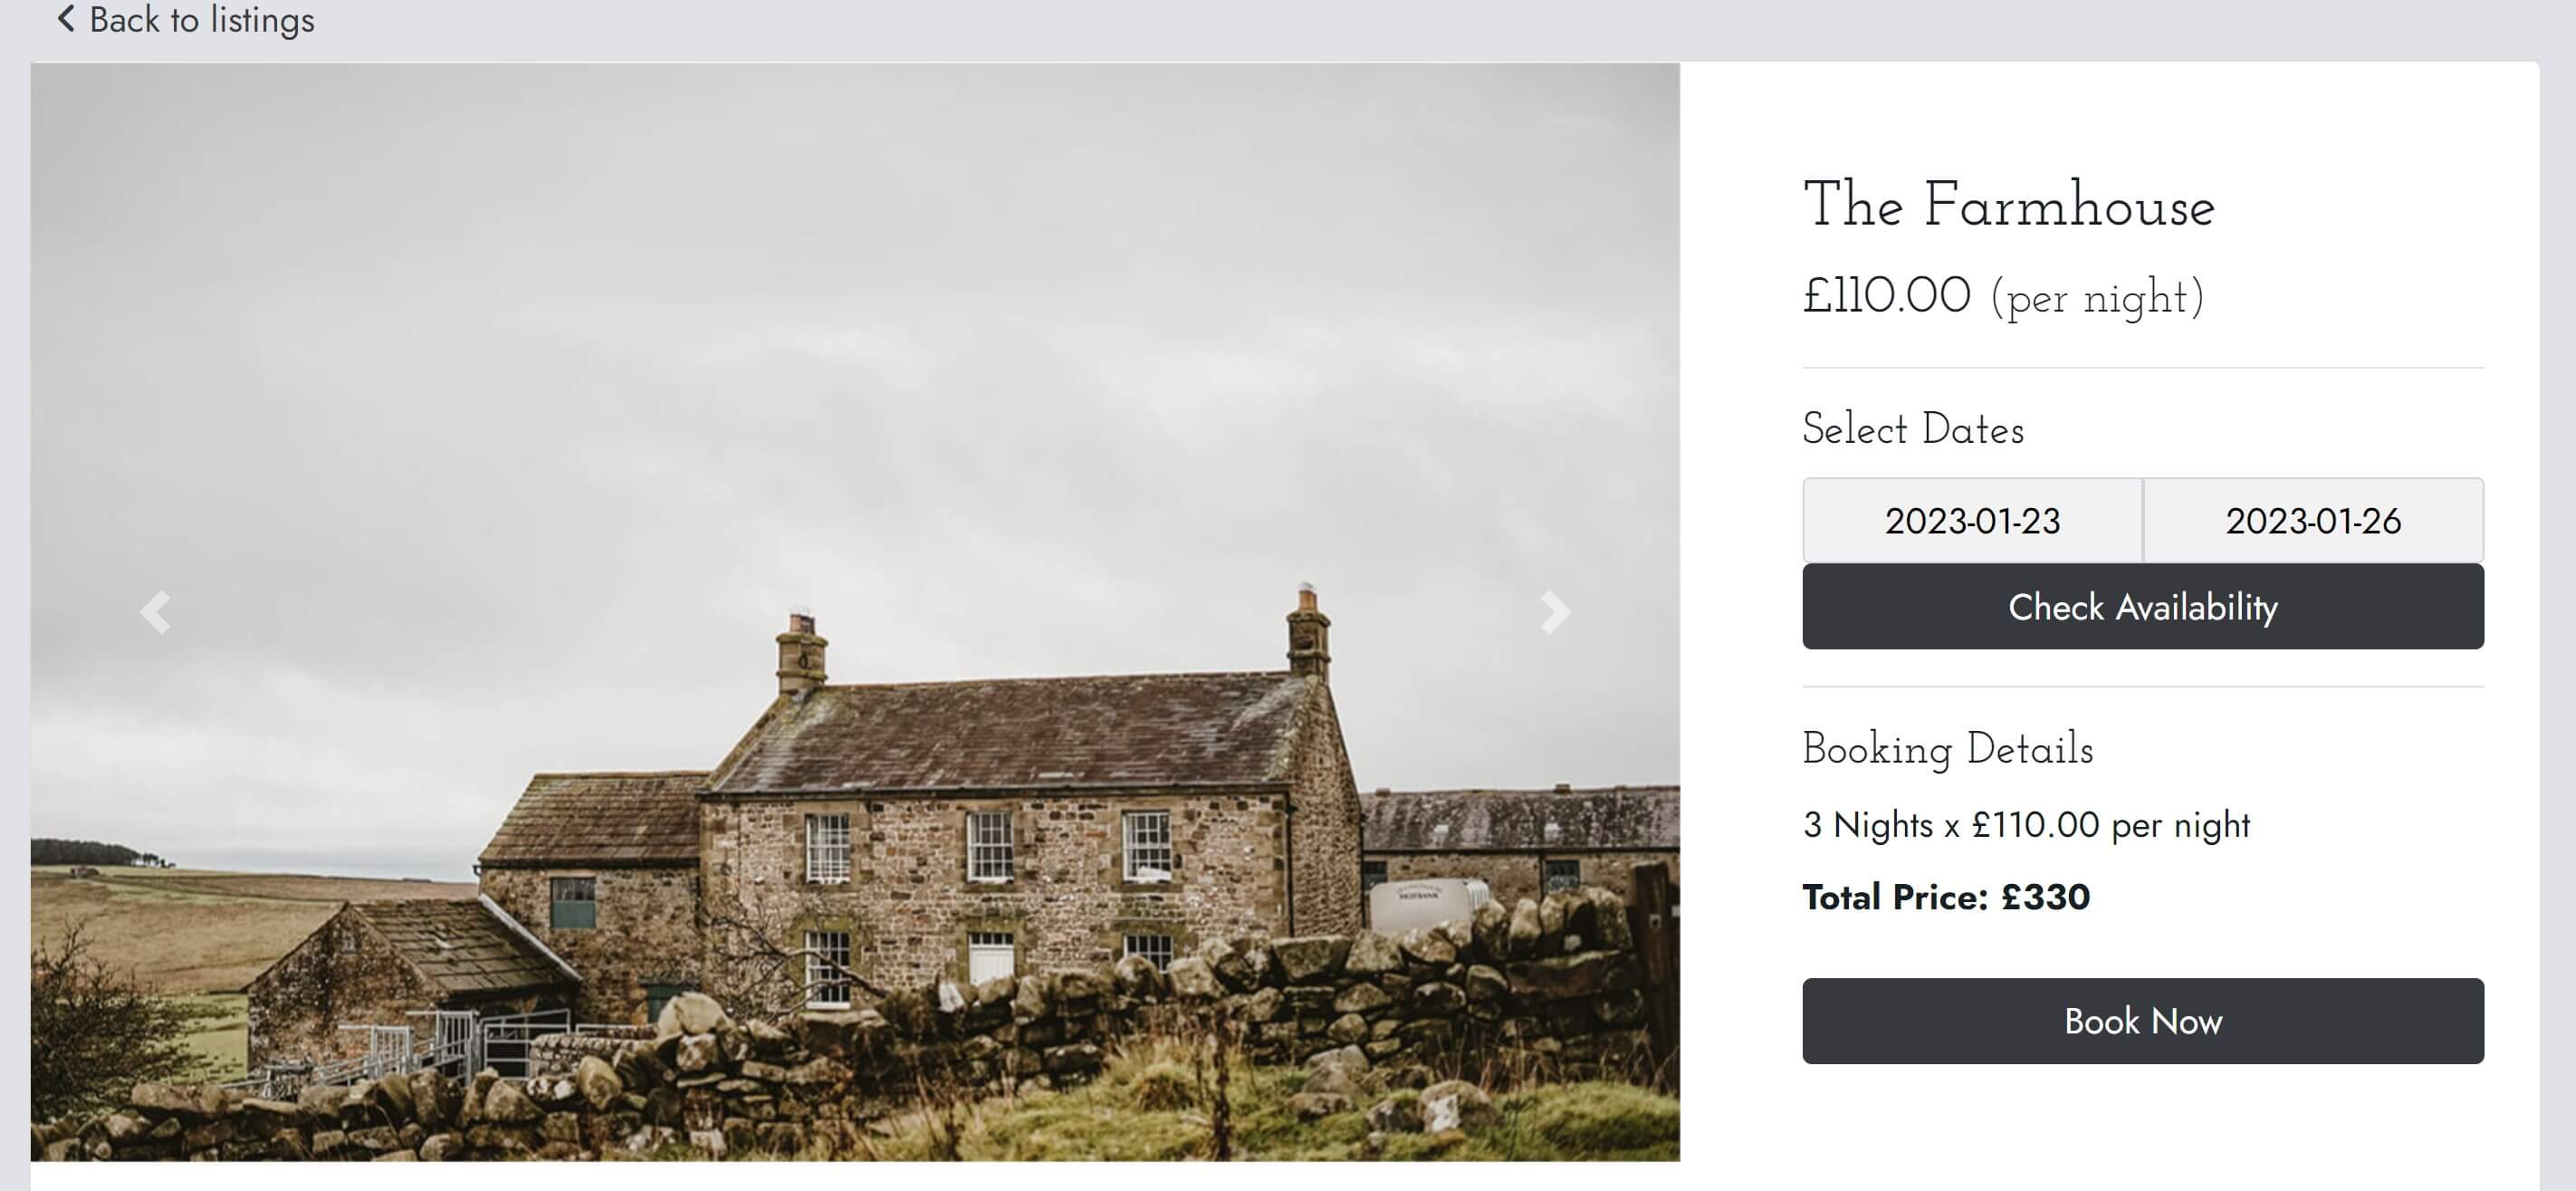 Back to listings
The Farmhouse
£110.00 (per night)
Select Dates
2023-01-23 2023-01-26
Check Availability
Booking Details
3 Nights x £110.00 per night
Total Price: £330
Book Now